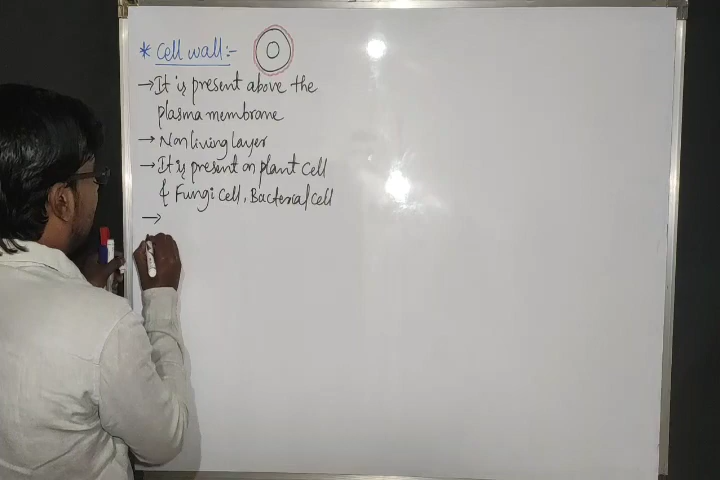 * Cell wall:-
→ It is present above the
plasma membrane
→ Non living layer
→ It is present on plant cell
& Fungi cell, Bacterial cell
→